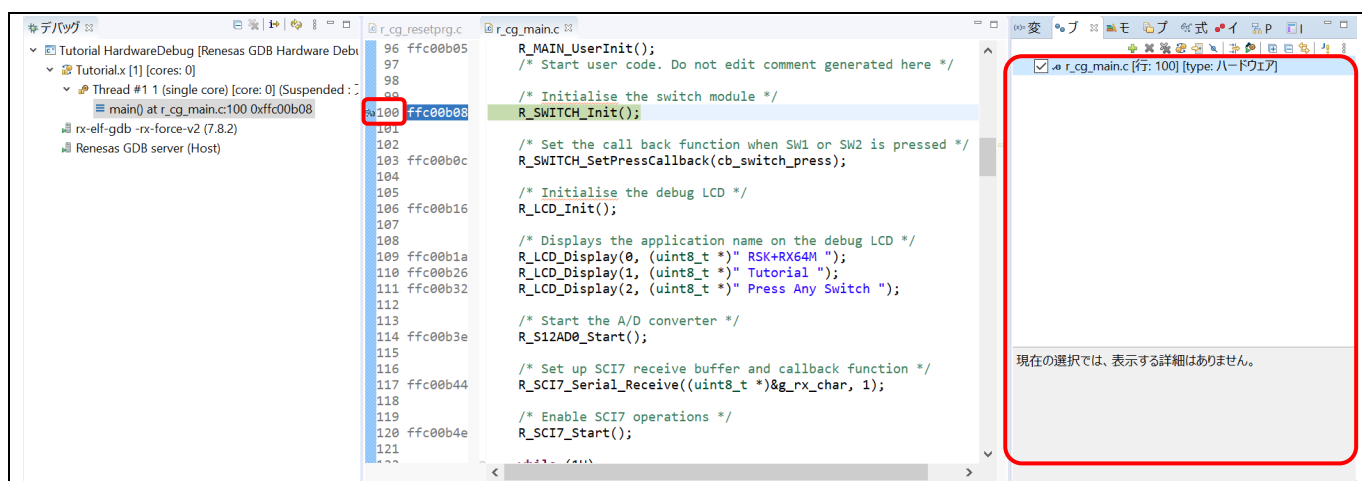 デバッグ
Tutorial HardwareDebug [Renesas GDB Hardware Debu
Tutorial.x [1] [cores: 0]
Thread #1 1 (single core) [core: 0] (Suspended :
main() at r_cg_main.c:100 0xffc00b08
rx-elf-gdb -rx-force-v2 (7.8.2)
Renesas GDB server (Host)
r_cg_resetprg.c r_cg_main.c
96 ffc00b05 R_MAIN_UserInit();
97 /* Start user code. Do not edit comment generated here */
98
99 /* Initialise the switch module */
100 ffc00b08 R_SWITCH_Init();
101
102 /* Set the call back function when SW1 or SW2 is pressed */
103 ffc00b0c R_SWITCH_SetPressCallback(cb_switch_press);
104
105 /* Initialise the debug LCD */
106 ffc00b16 R_LCD_Init();
107
108 /* Displays the application name on the debug LCD */
109 ffc00b1a R_LCD_Display(0, (uint8_t *)" RSK+RX64M ");
110 ffc00b26 R_LCD_Display(1, (uint8_t *)" Tutorial ");
111 ffc00b32 R_LCD_Display(2, (uint8_t *)" Press Any Switch ");
112
113 /* Start the A/D converter */
114 ffc00b3e R_S12AD0_Start();
115
116 /* Set up SCI7 receive buffer and callback function */
117 ffc00b44 R_SCI7_Serial_Receive((uint8_t *)&g_rx_char, 1);
118
119 /* Enable SCI7 operations */
120 ffc00b4e R_SCI7_Start();
121
変 ブ モ プ 式 イ P I
r_cg_main.c [行: 100] [type: ハードウェア]
現在の選択では、表示する詳細はありません。